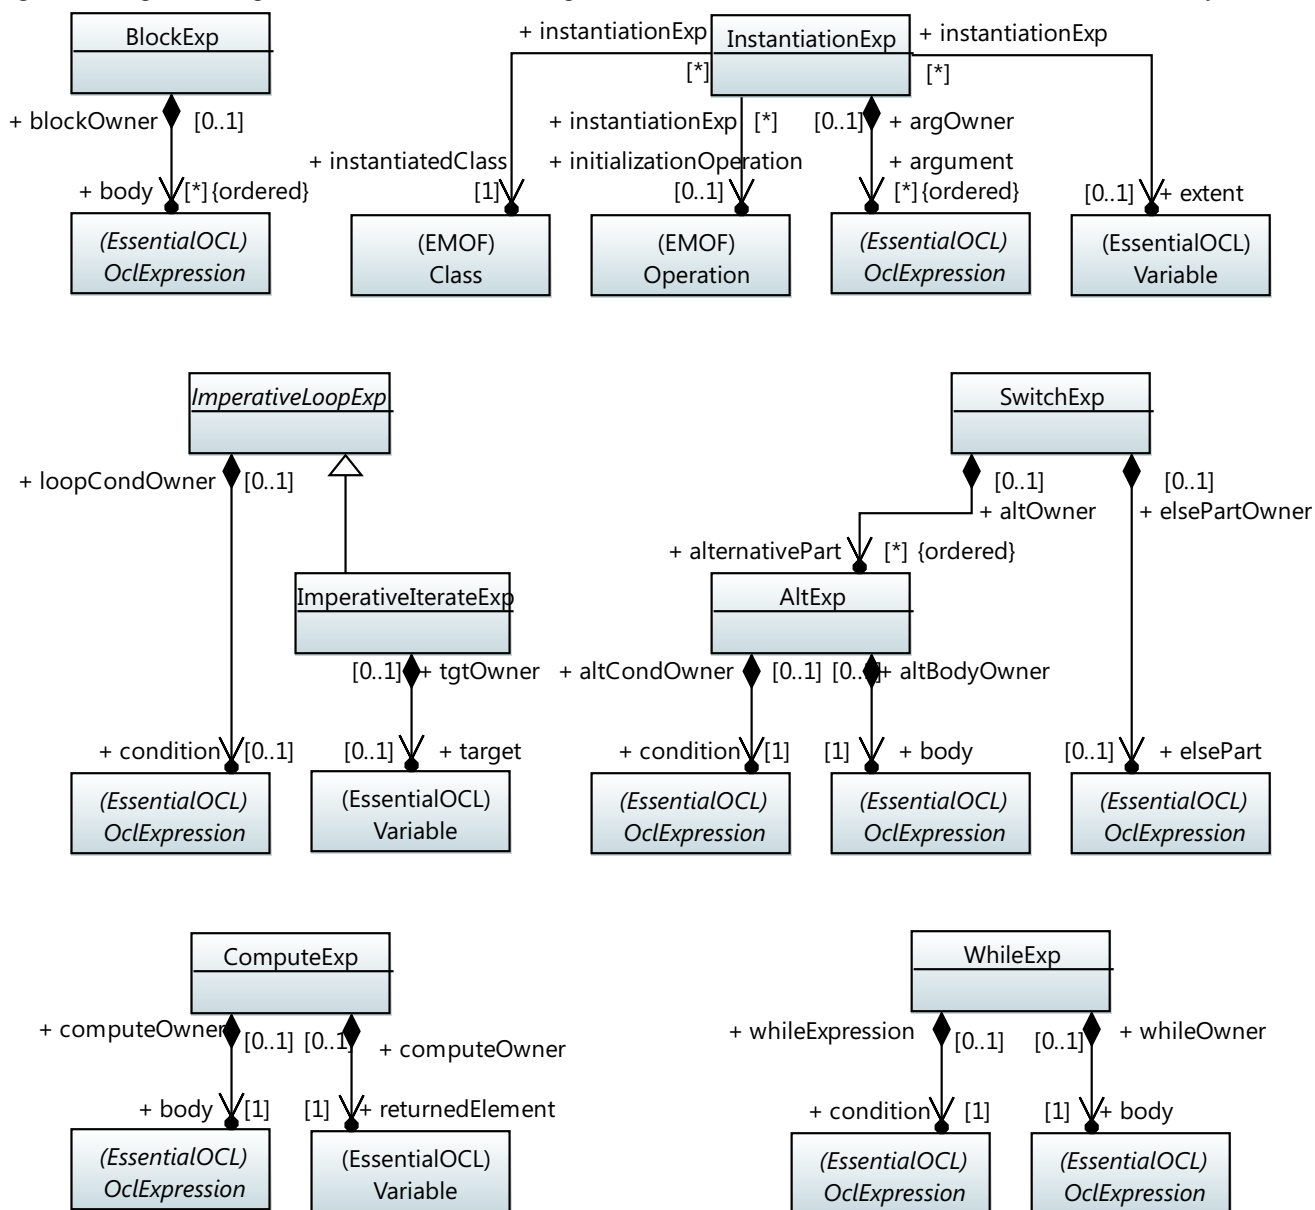 BlockExp
+ blockOwner [0..1]
+ body [*] {ordered}
(EssentialOCL)
OclExpression
+ instantiationExp
[*]
InstantiationExp
+ instantiationExp
[*]
+ instantiationExp [*]
[0..1] + argOwner
+ instantiatedClass
[1]
+ initializationOperation
[0..1]
+ argument
[*] {ordered}
[0..1] + extent
(EMOF)
Class
(EMOF)
Operation
(EssentialOCL)
OclExpression
(EssentialOCL)
Variable
ImperativeLoopExp
+ loopCondOwner [0..1]
ImperativeIterateExp
[0..1] + tgtOwner
+ condition [0..1]
[0..1] + target
(EssentialOCL)
OclExpression
(EssentialOCL)
Variable
SwitchExp
[0..1]
+ altOwner
[0..1]
+ elsePartOwner
+ alternativePart [*] {ordered}
AltExp
+ altCondOwner [0..1]
+ altBodyOwner
+ condition [1]
[1] + body
[0..1] + elsePart
(EssentialOCL)
OclExpression
(EssentialOCL)
OclExpression
(EssentialOCL)
OclExpression
ComputeExp
+ computeOwner [0..1]
[0..1] + computeOwner
+ body [1]
[1] + returnedElement
(EssentialOCL)
OclExpression
(EssentialOCL)
Variable
WhileExp
+ whileExpression [0..1]
[0..1] + whileOwner
+ condition [1]
[1] + body
(EssentialOCL)
OclExpression
(EssentialOCL)
OclExpression